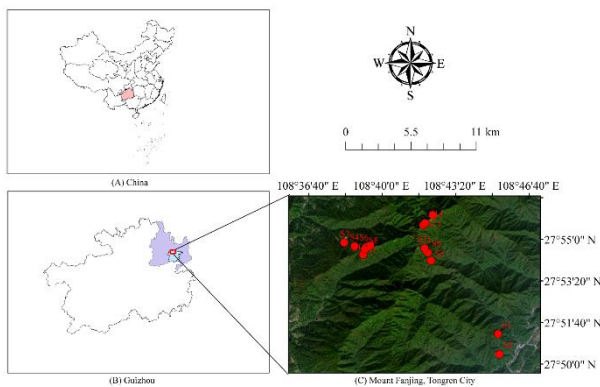 N
W E
S
0 5.5 11 km
(A) China
108°36'40" E 108°40'0" E 108°43'20" E 108°46'40" E
27°55'0" N
27°53'20" N
27°51'40" N
27°50'0" N
(B) Guizhou
(C) Mount Fanjing, Tongren City